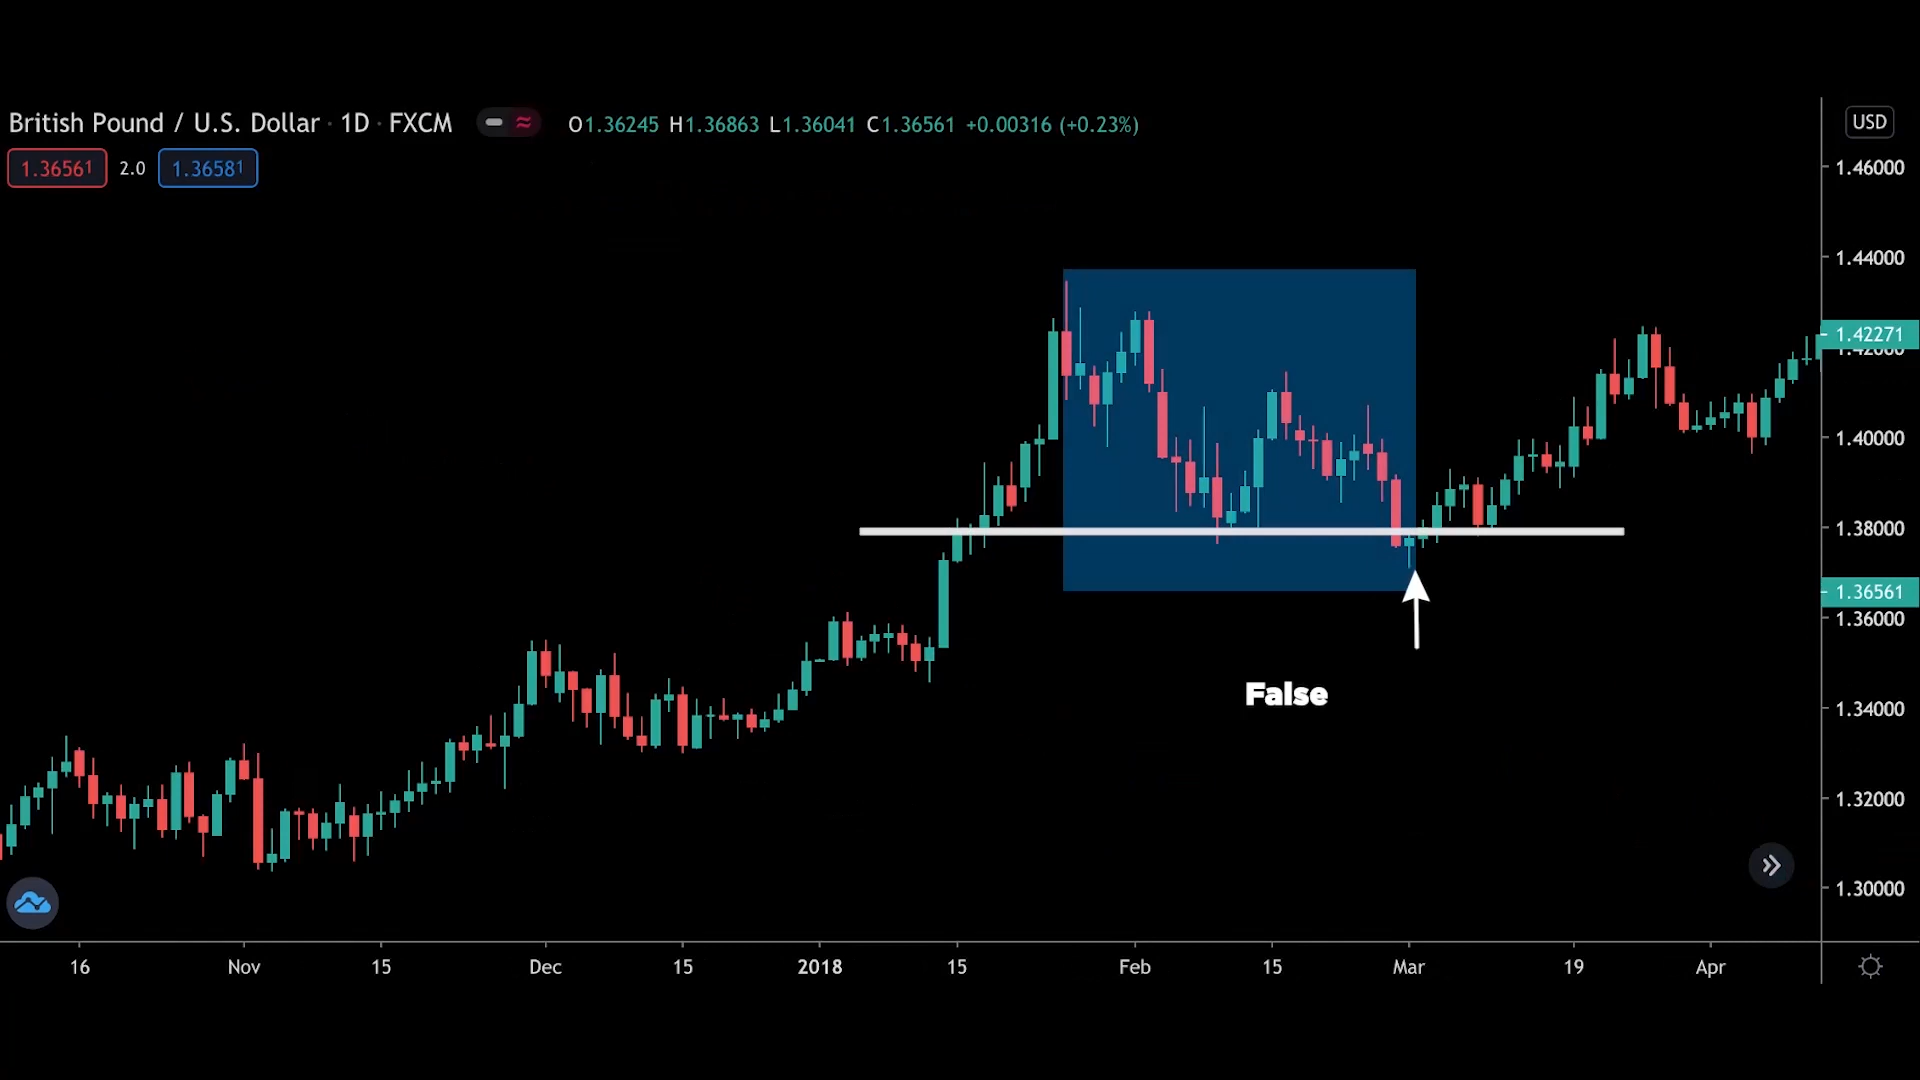 British Pound / U.S. Dollar · 1D · FXCM O1.36245 H1.36863 L1.36041 C1.36561 +0.00316 (+0.23%)
USD
1.36561 2.0 1.36581
1.46000
1.44000
1.42271
1.42000
1.40000
1.38000
1.36561
1.36000
False
1.34000
1.32000
1.30000
16 Nov 15 Dec 15 2018 15 Feb 15 Mar 19 Apr